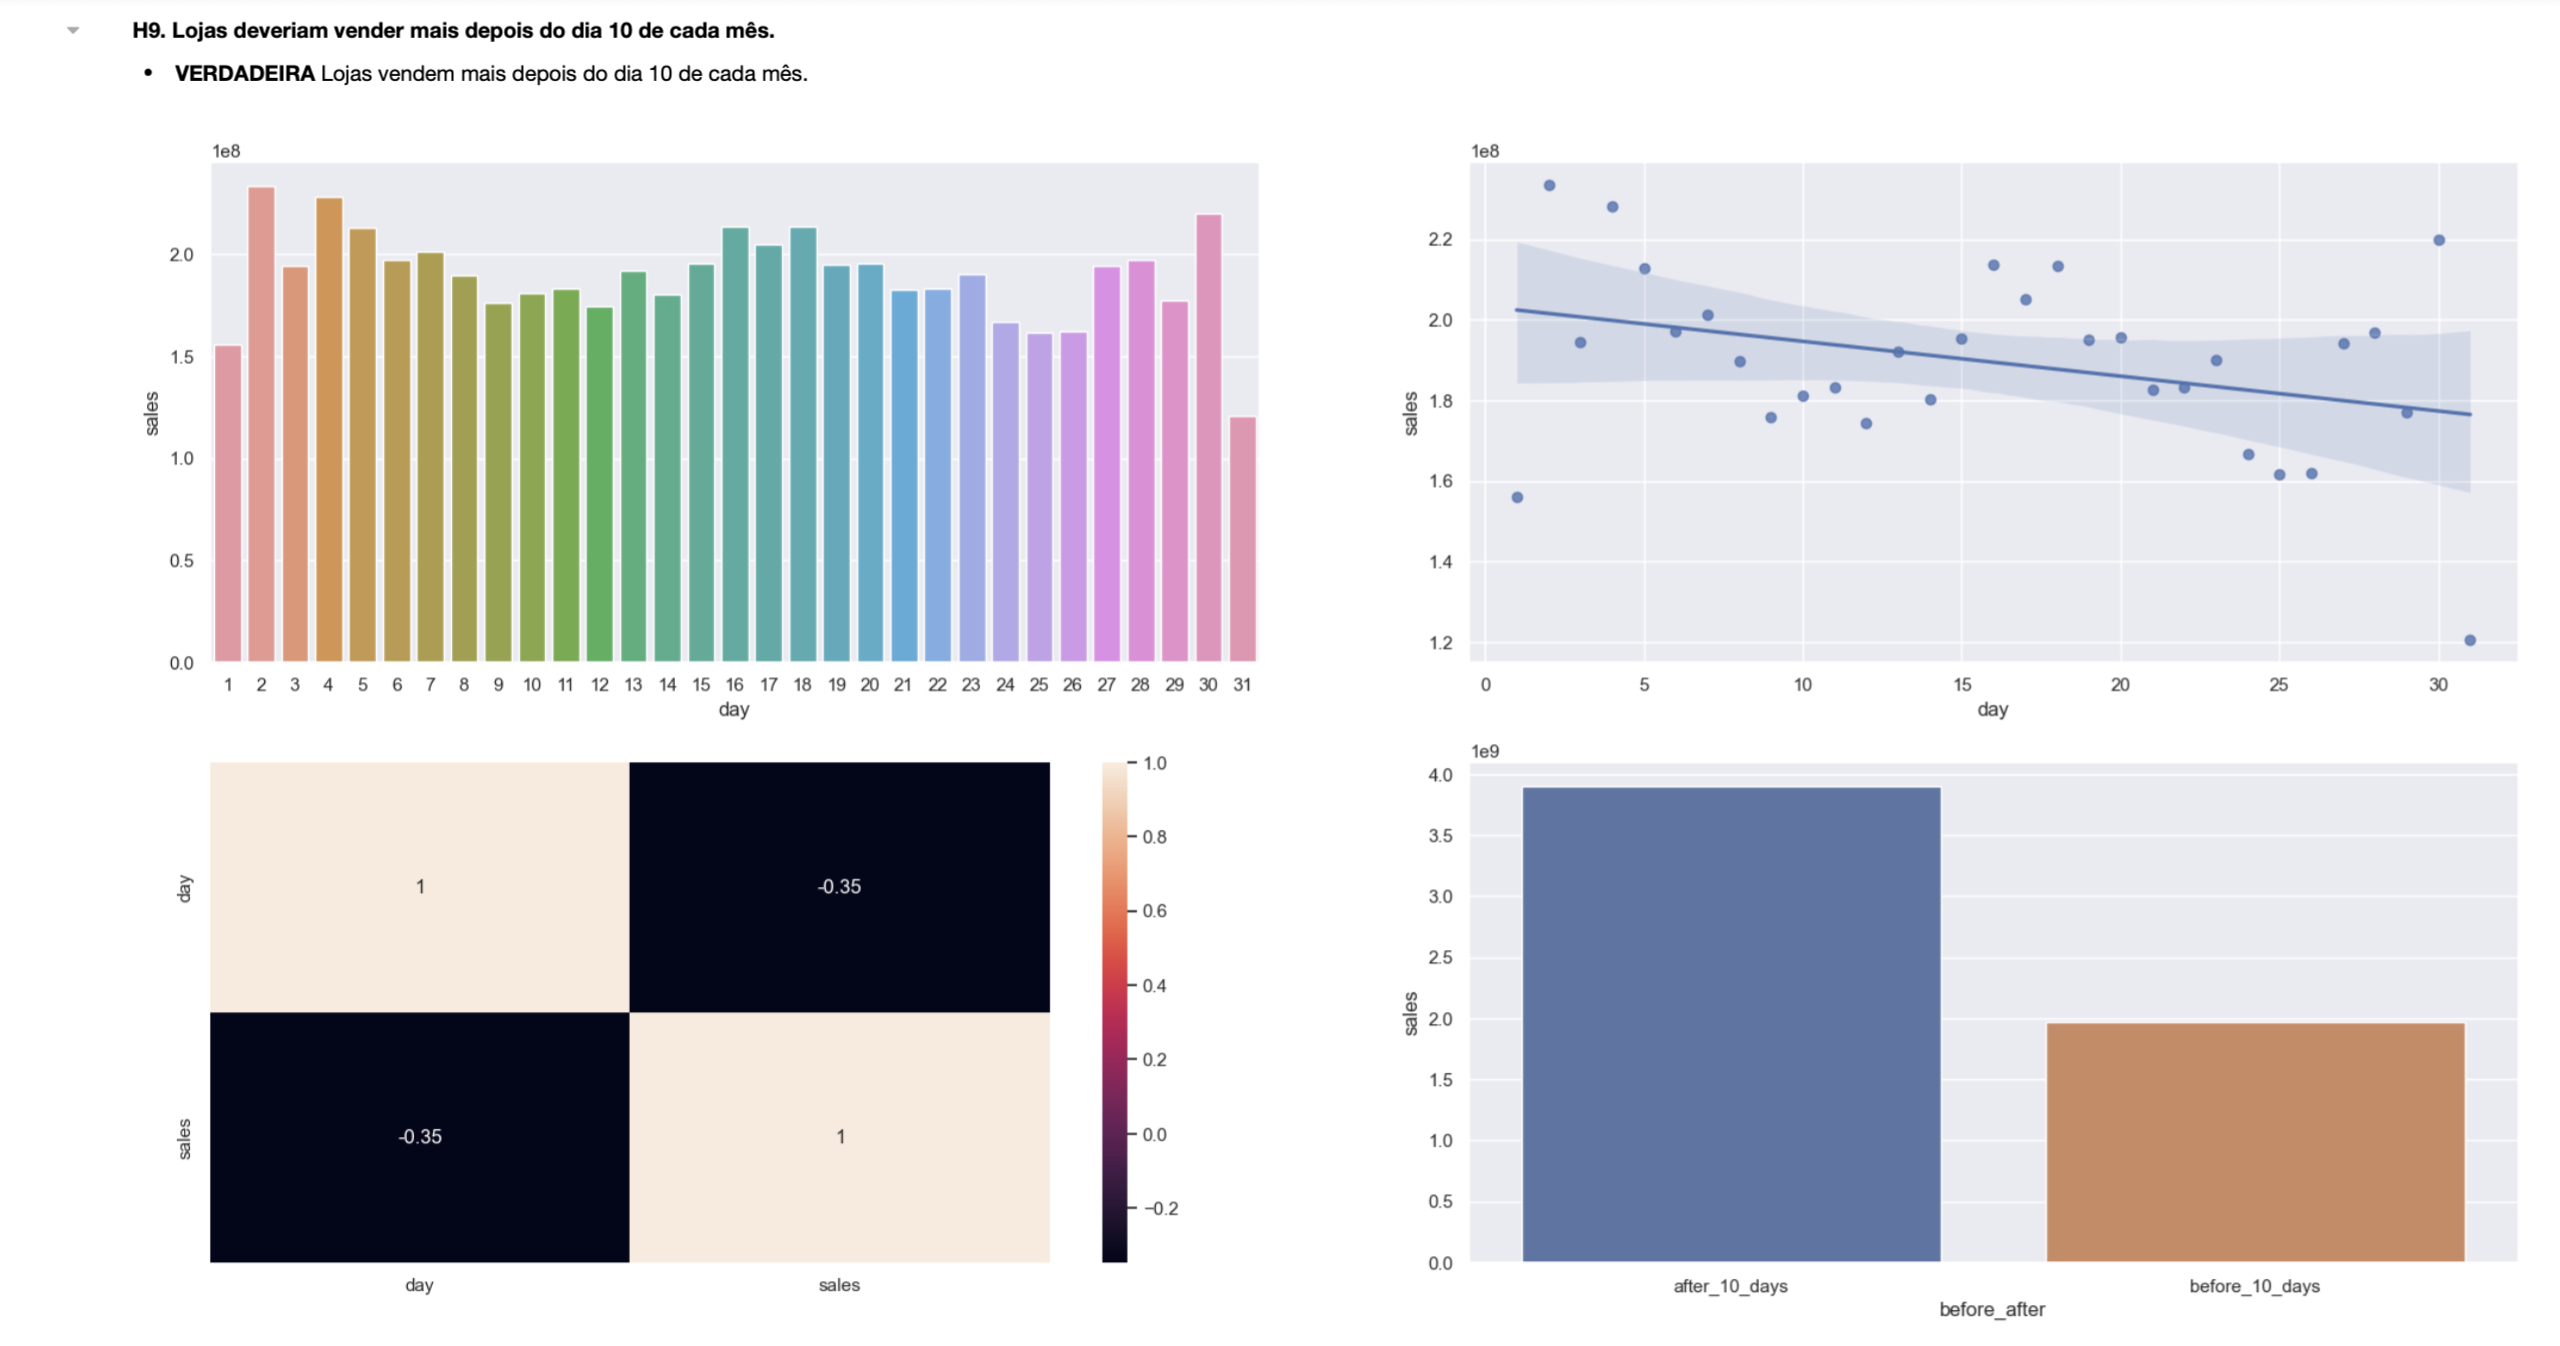 H9. Lojas deveriam vender mais depois do dia 10 de cada mês.
• VERDADEIRA Lojas vendem mais depois do dia 10 de cada mês.
1e8
2.0
1.5
1.0
0.5
0.0
sales
1 2 3 4 5 6 7 8 9 10 11 12 13 14 15 16 17 18 19 20 21 22 23 24 25 26 27 28 29 30 31
day
1e8
2.2
2.0
1.8
1.6
1.4
1.2
sales
0 5 10 15 20 25 30
day
day
sales
1 -0.35
-0.35 1
day sales
1.0
0.8
0.6
0.4
0.2
0.0
−0.2
1e9
4.0
3.5
3.0
2.5
2.0
1.5
1.0
0.5
0.0
sales
after_10_days before_10_days
before_after